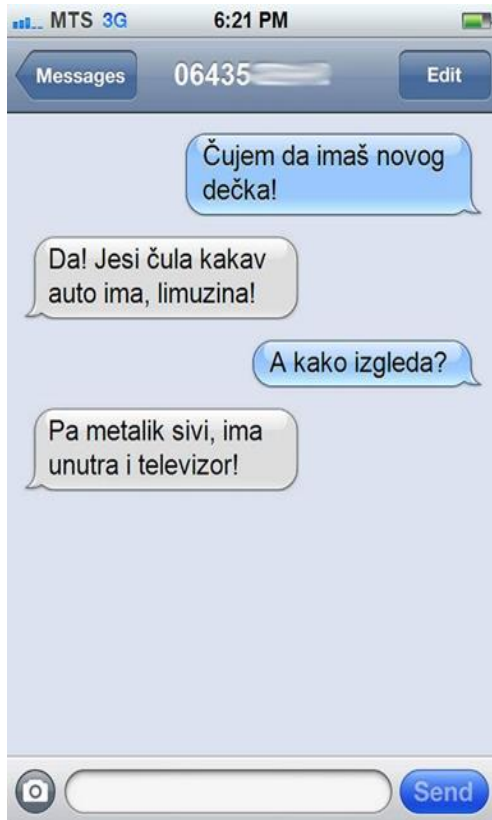 MTS 3G 6:21 PM
Messages 06435 Edit
Čujem da imaš novog
dečka!
Da! Jesi čula kakav
auto ima, limuzina!
A kako izgleda?
Pa metalik sivi, ima
unutra i televizor!
Send